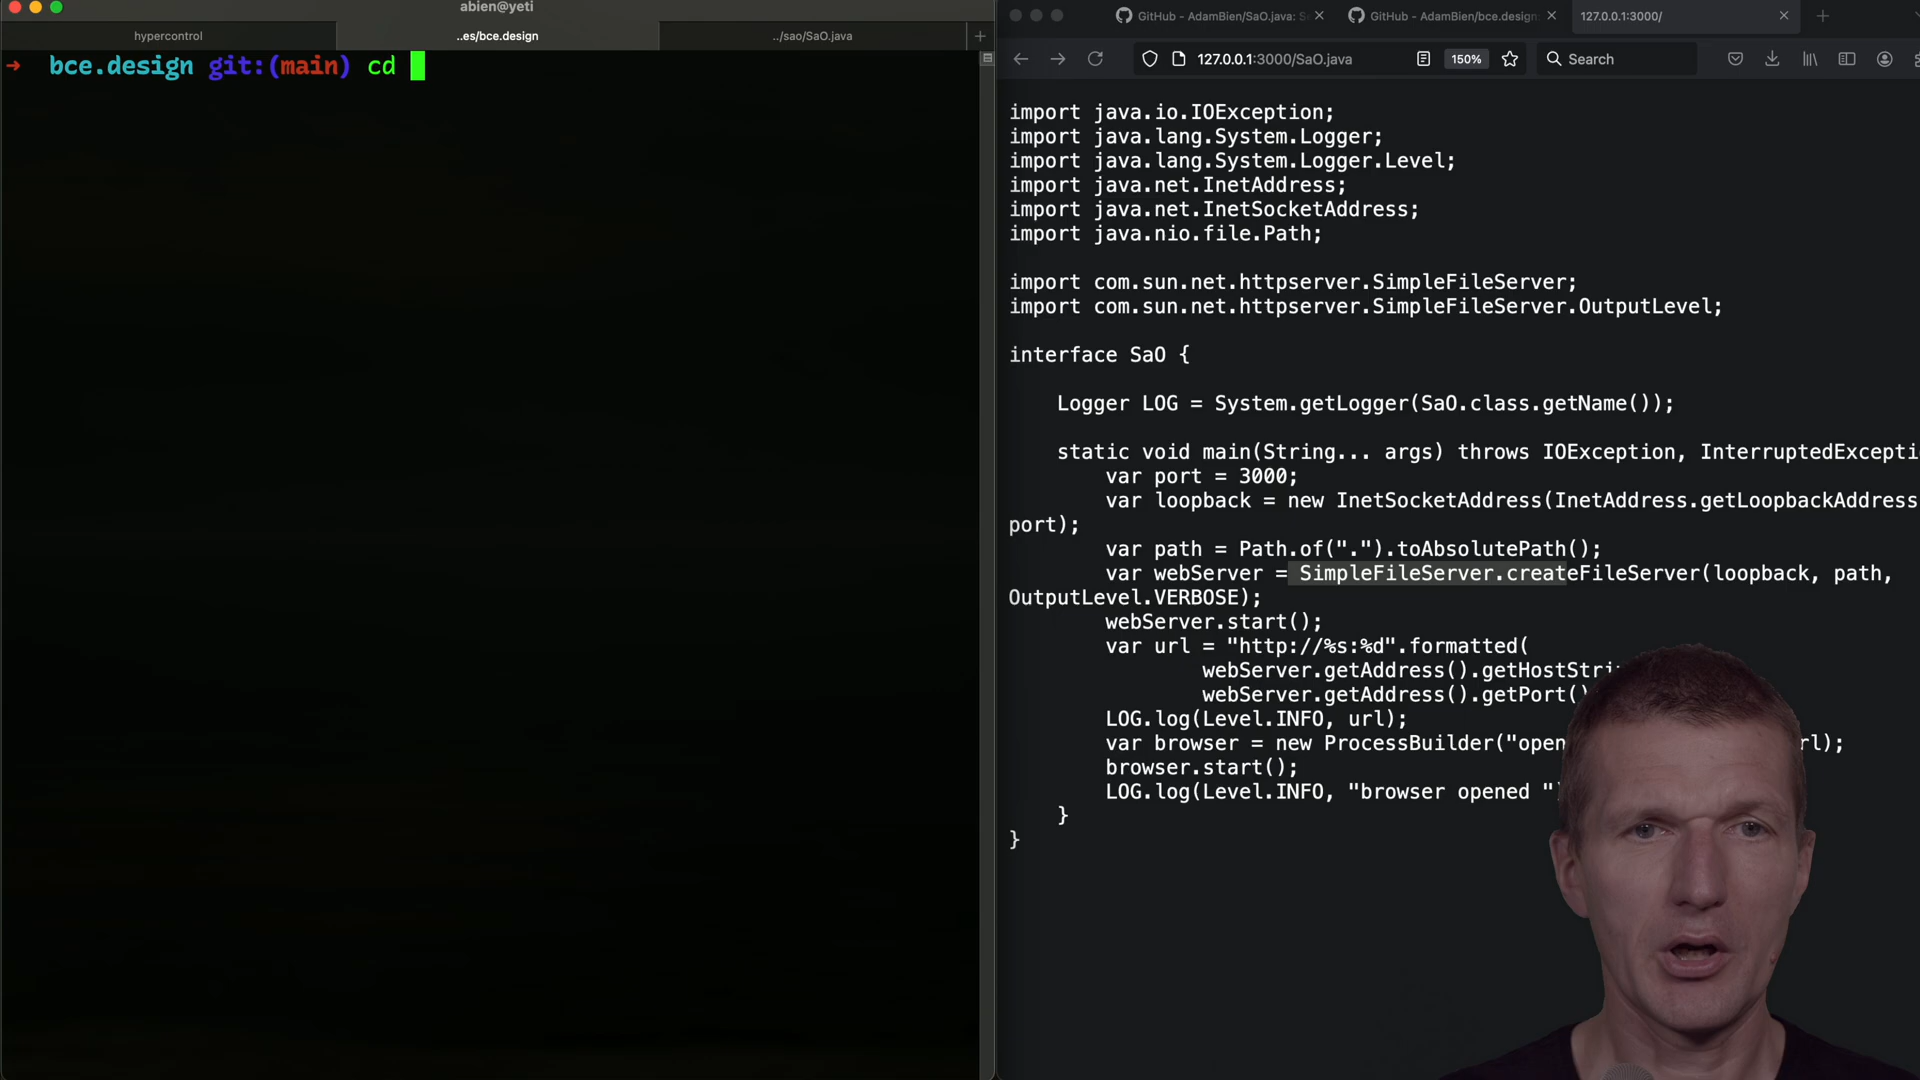 abien@yeti
hypercontrol
..es/bce.design
../sao/SaO.java
→ bce.design git:(main) cd
GitHub - AdamBien/SaO.java: S
GitHub - AdamBien/bce.design
127.0.0.1:3000/
127.0.0.1:3000/SaO.java
150%
Search
import java.io.IOException;
import java.lang.System.Logger;
import java.lang.System.Logger.Level;
import java.net.InetAddress;
import java.net.InetSocketAddress;
import java.nio.file.Path;
import com.sun.net.httpserver.SimpleFileServer;
import com.sun.net.httpserver.SimpleFileServer.OutputLevel;
interface SaO {
Logger LOG = System.getLogger(SaO.class.getName());
static void main(String... args) throws IOException, InterruptedExcepti
var port = 3000;
var loopback = new InetSocketAddress(InetAddress.getLoopbackAddress
port);
var path = Path.of(".").toAbsolutePath();
var webServer = SimpleFileServer.createFileServer(loopback, path,
OutputLevel.VERBOSE);
webServer.start();
var url = "http://%s:%d".formatted(
webServer.getAddress().getHostStri
webServer.getAddress().getPort()
LOG.log(Level.INFO, url);
var browser = new ProcessBuilder("open rl);
browser.start();
LOG.log(Level.INFO, "browser opened ")
}
}